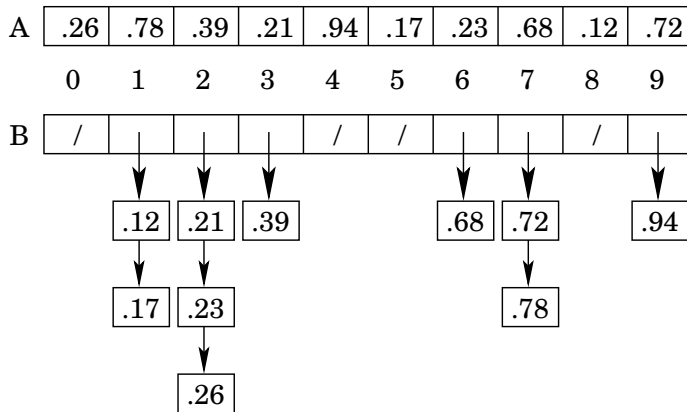 A .26 .78 .39 .21 .94 .17 .23 .68 .12 .72
0 1 2 3 4 5 6 7 8 9
B / / / /
.12 .21 .39 .68 .72 .94
.17 .23 .78
.26